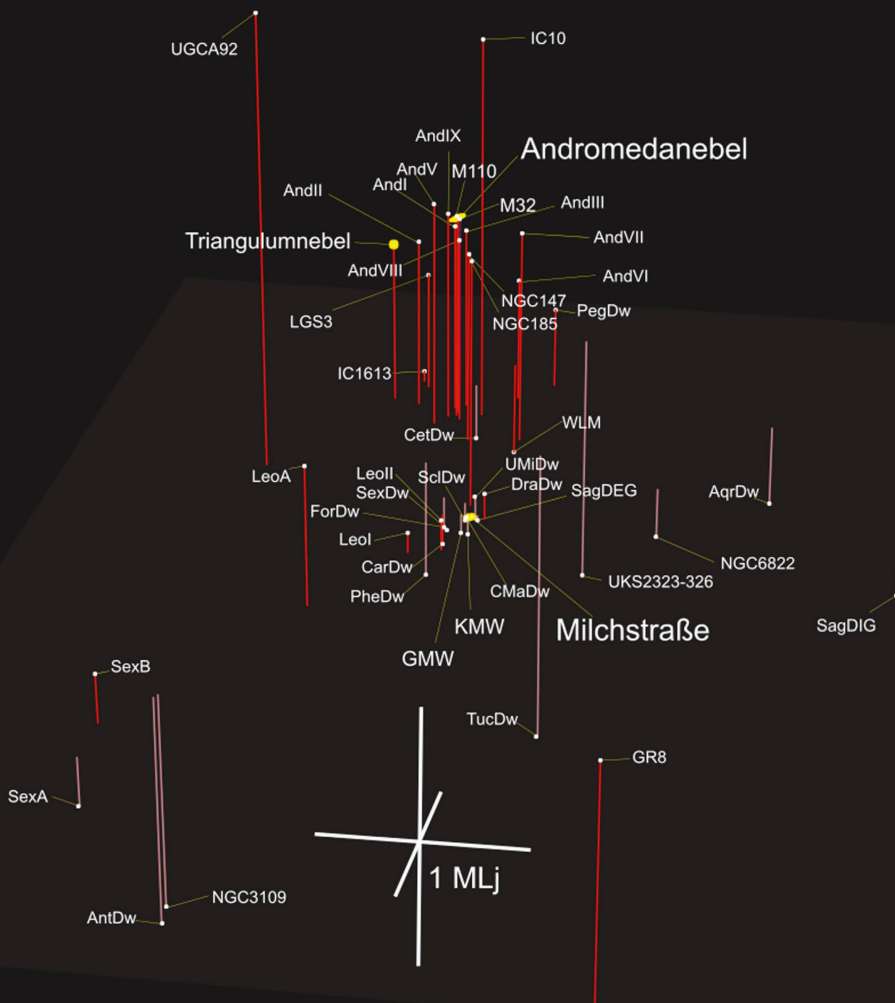 UGCA92
IC10
AndIX
Andromedanebel
AndV
M110
AndII
AndI
M32
AndIII
Triangulumnebel
AndVII
AndVIII
AndVI
NGC147
LGS3
NGC185
PegDw
IC1613
CetDw
WLM
LeoA
LeoII
SclDw
UMiDw
SexDw
DraDw
SagDEG
AqrDw
ForDw
LeoI
CarDw
NGC6822
PheDw
CMaDw
UKS2323-326
SagDIG
KMW
Milchstraße
GMW
SexB
TucDw
GR8
SexA
1 MLj
NGC3109
AntDw